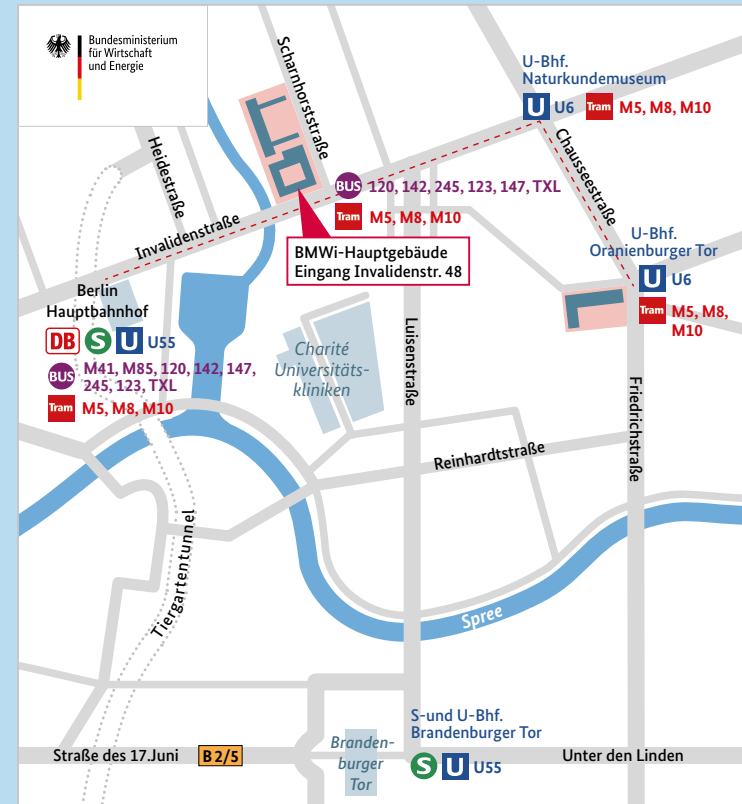 Bundesministerium
für Wirtschaft
und Energie
Scharnhorststraße
U-Bhf.
Naturkundemuseum
U U6 Tram M5, M8, M10
Heidestraße
Chausseestraße
BUS 120, 142, 245, 123, 147, TXL
Tram M5, M8, M10
Invalidenstraße
BMWi-Hauptgebäude
Eingang Invalidenstr. 48
U-Bhf.
Oranienburger Tor
U U6
Tram M5, M8,
M10
Berlin
Hauptbahnhof
DB S U U55
BUS M41, M85, 120, 142, 147,
245, 123, TXL
Tram M5, M8, M10
Charité
Universitäts-
kliniken
Luisenstraße
Friedrichstraße
Reinhardtstraße
Tiergartentunnel
Spree
S-und U-Bhf.
Brandenburger Tor
S U U55
Straße des 17.Juni B 2/5
Branden-
burger
Tor
Unter den Linden